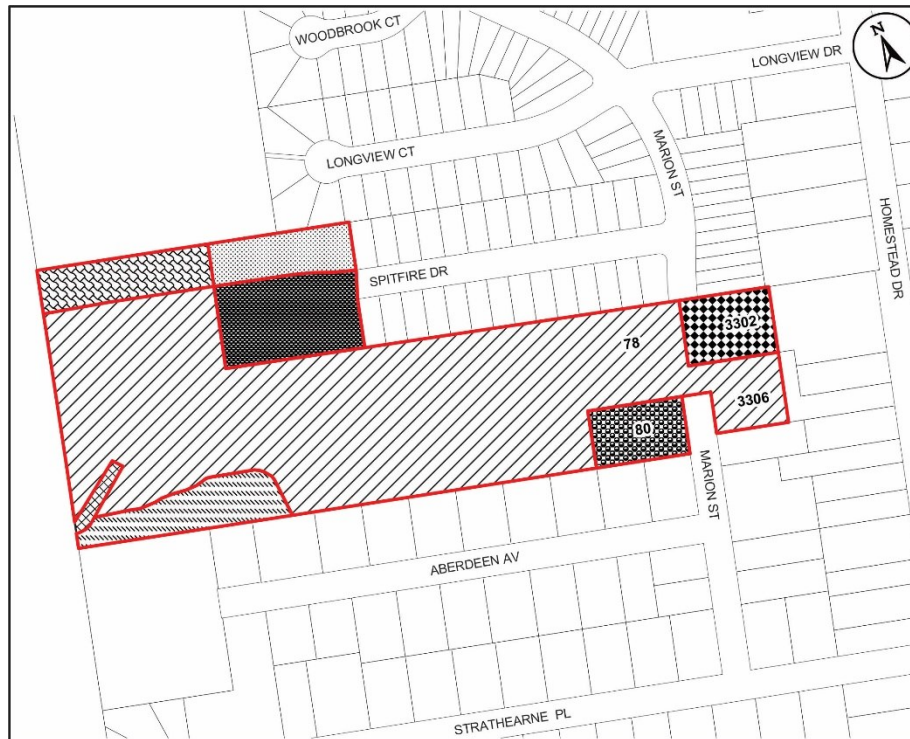 WOODBROOK CT
N
LONGVIEW DR
LONGVIEW CT
MARION ST
HOMESTEAD DR
SPITFIRE DR
3302
78
3306
80
MARION ST
ABERDEEN AV
STRATHEARNE PL